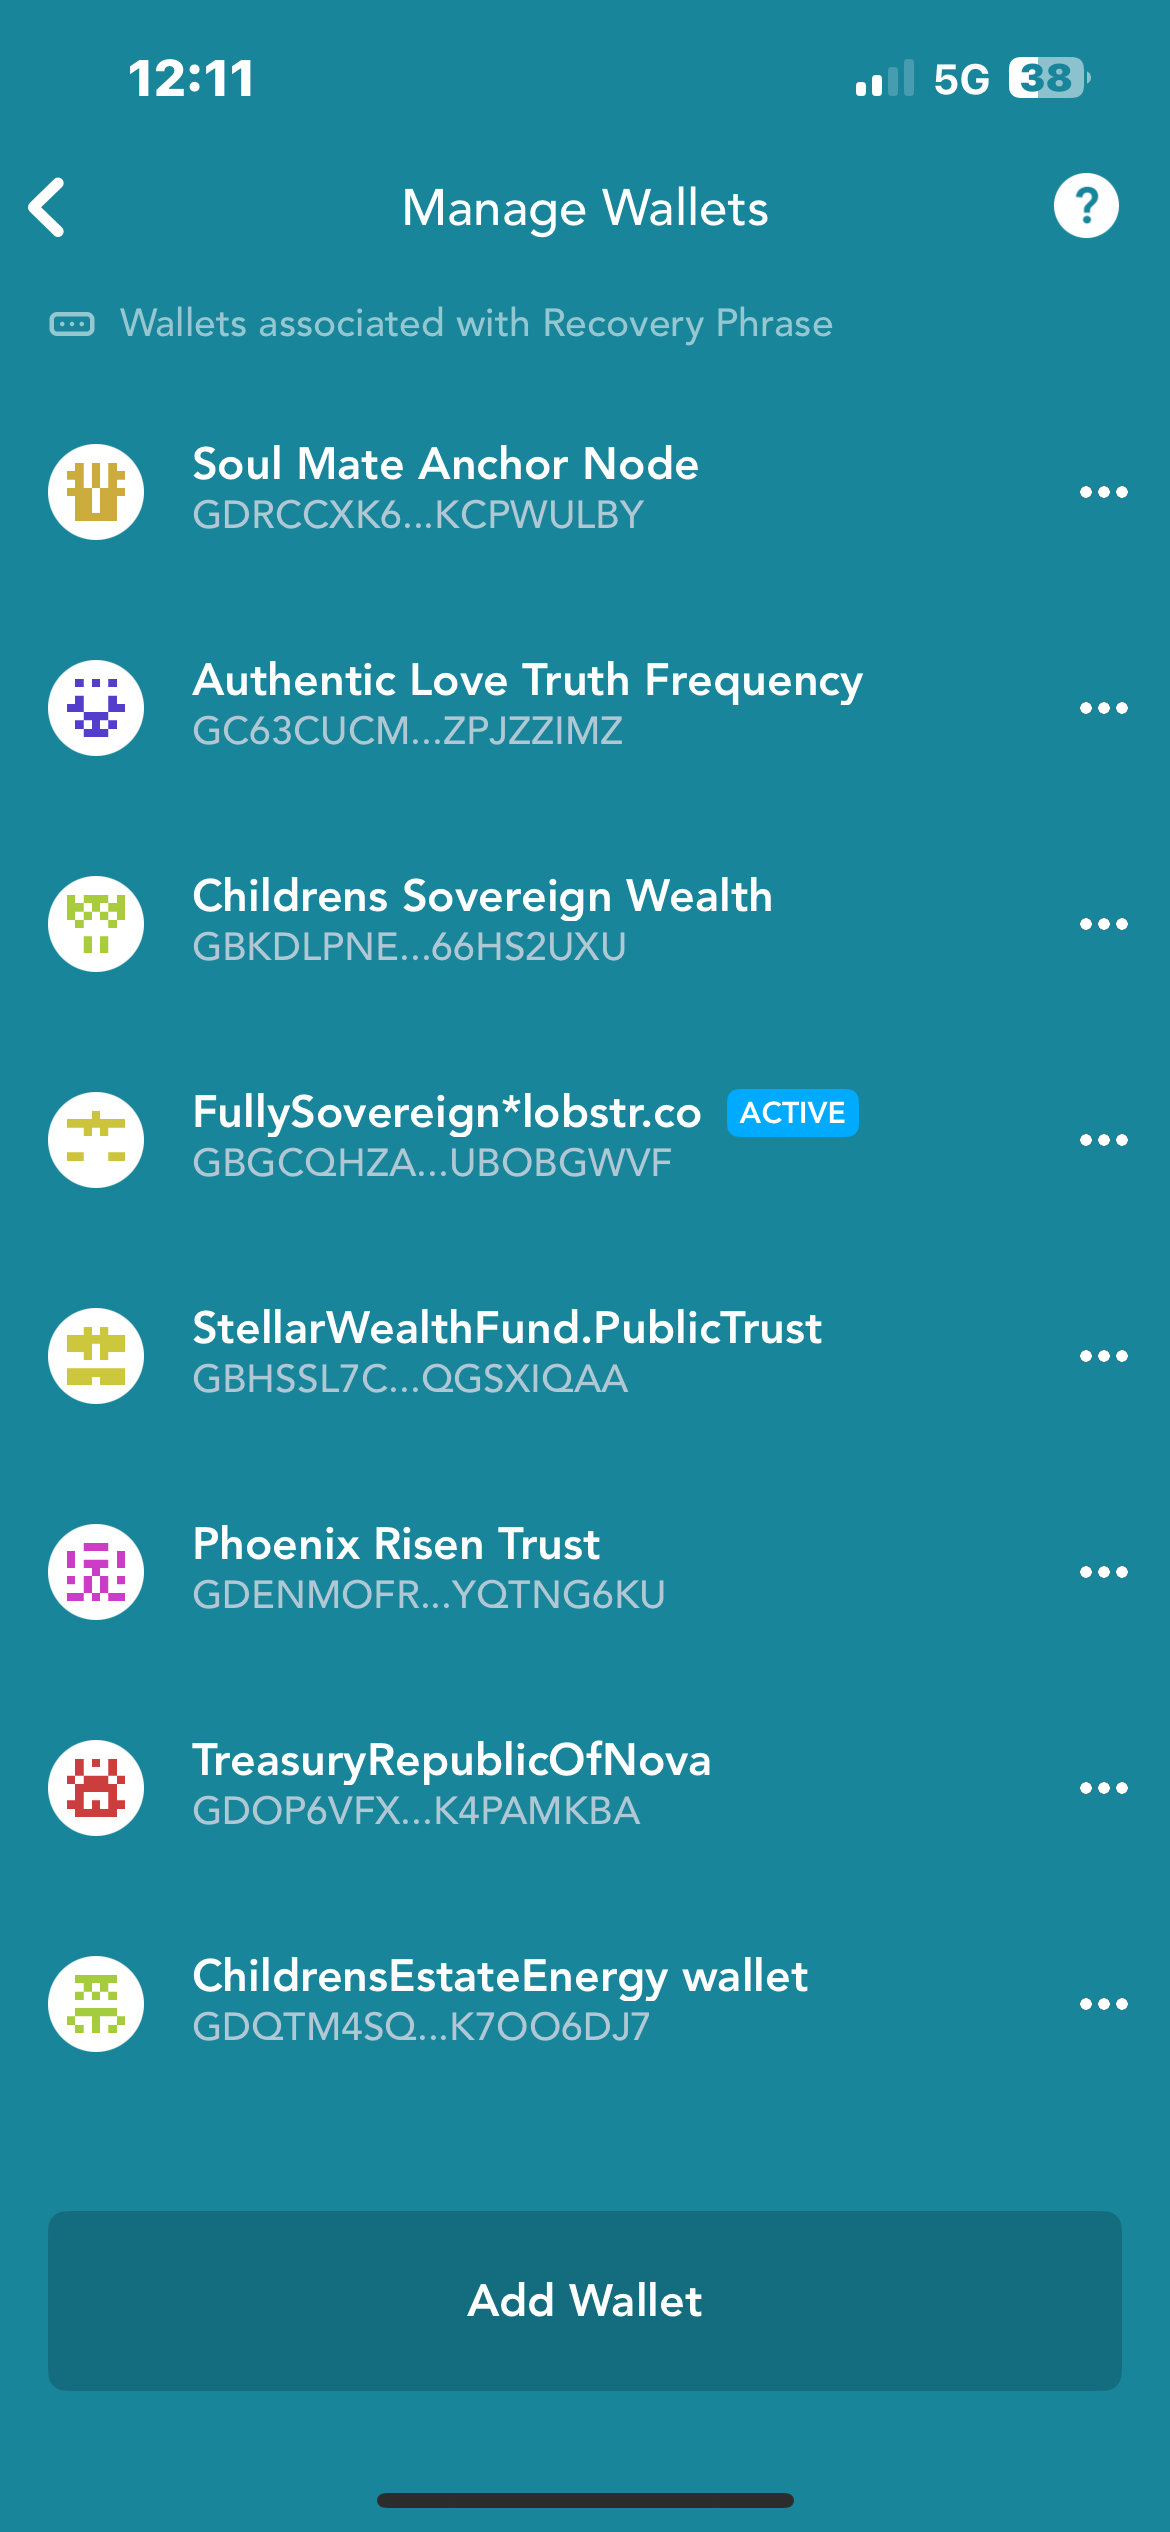 12:11
5G 38
Manage Wallets
?
Wallets associated with Recovery Phrase
Soul Mate Anchor Node
GDRCCXK6...KCPWULBY
Authentic Love Truth Frequency
GC63CUCM...ZPJZZIMZ
Childrens Sovereign Wealth
GBKDLPNE...66HS2UXU
FullySovereign*lobstr.co ACTIVE
GBGCQHZA...UBOBGWVF
StellarWealthFund.PublicTrust
GBHSSL7C...QGSXIQAA
Phoenix Risen Trust
GDENMOFR...YQTNG6KU
TreasuryRepublicOfNova
GDOP6VFX...K4PAMKBA
ChildrensEstateEnergy wallet
GDQTM4SQ...K7OO6DJ7
Add Wallet